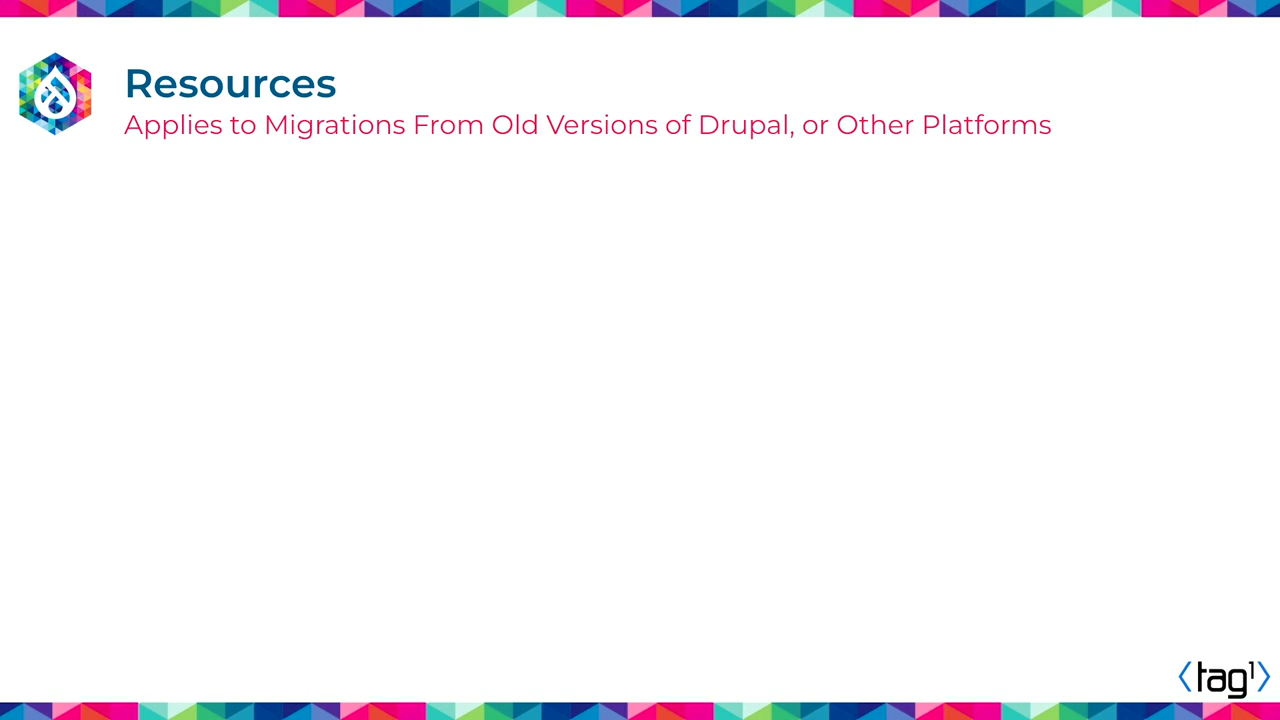 Resources
Applies to Migrations From Old Versions of Drupal, or Other Platforms
tag1